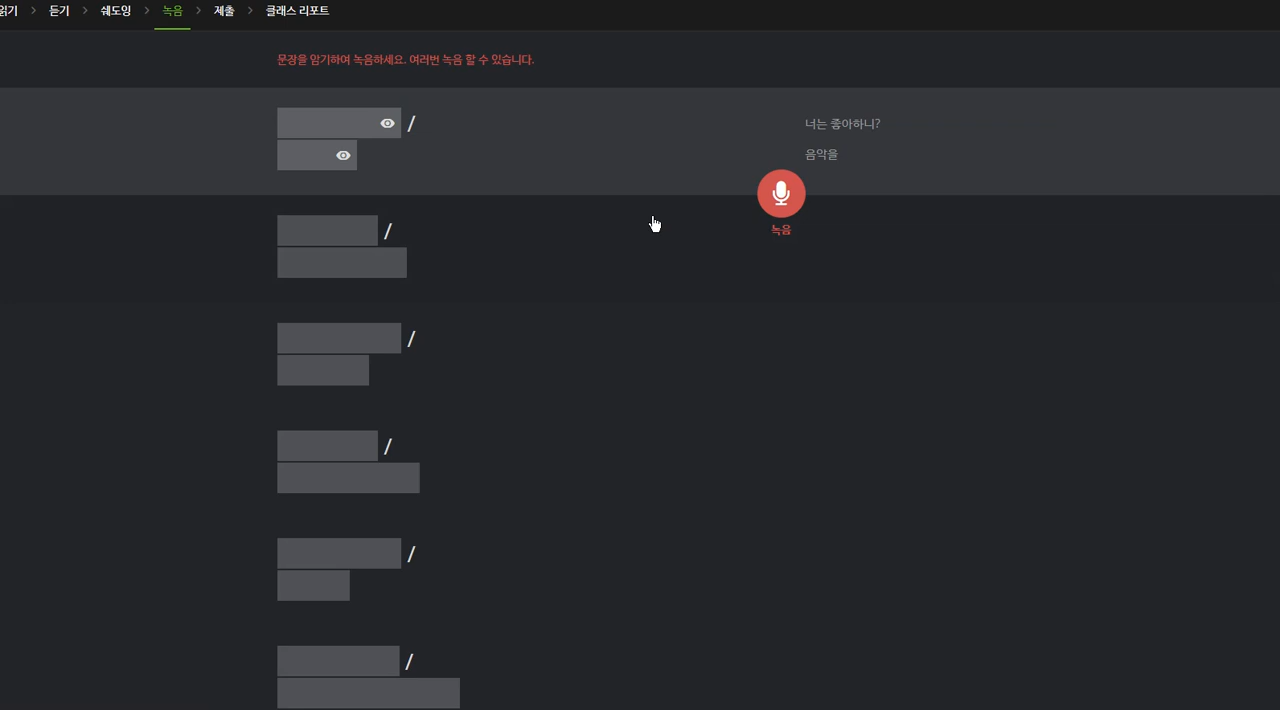 읽기 > 듣기 > 쉐도잉 > 녹음 > 제출 > 클래스 리포트
문장을 암기하여 녹음하세요. 여러번 녹음 할 수 있습니다.
/
너는 좋아하니?
음악을
녹음
/
/
/
/
/